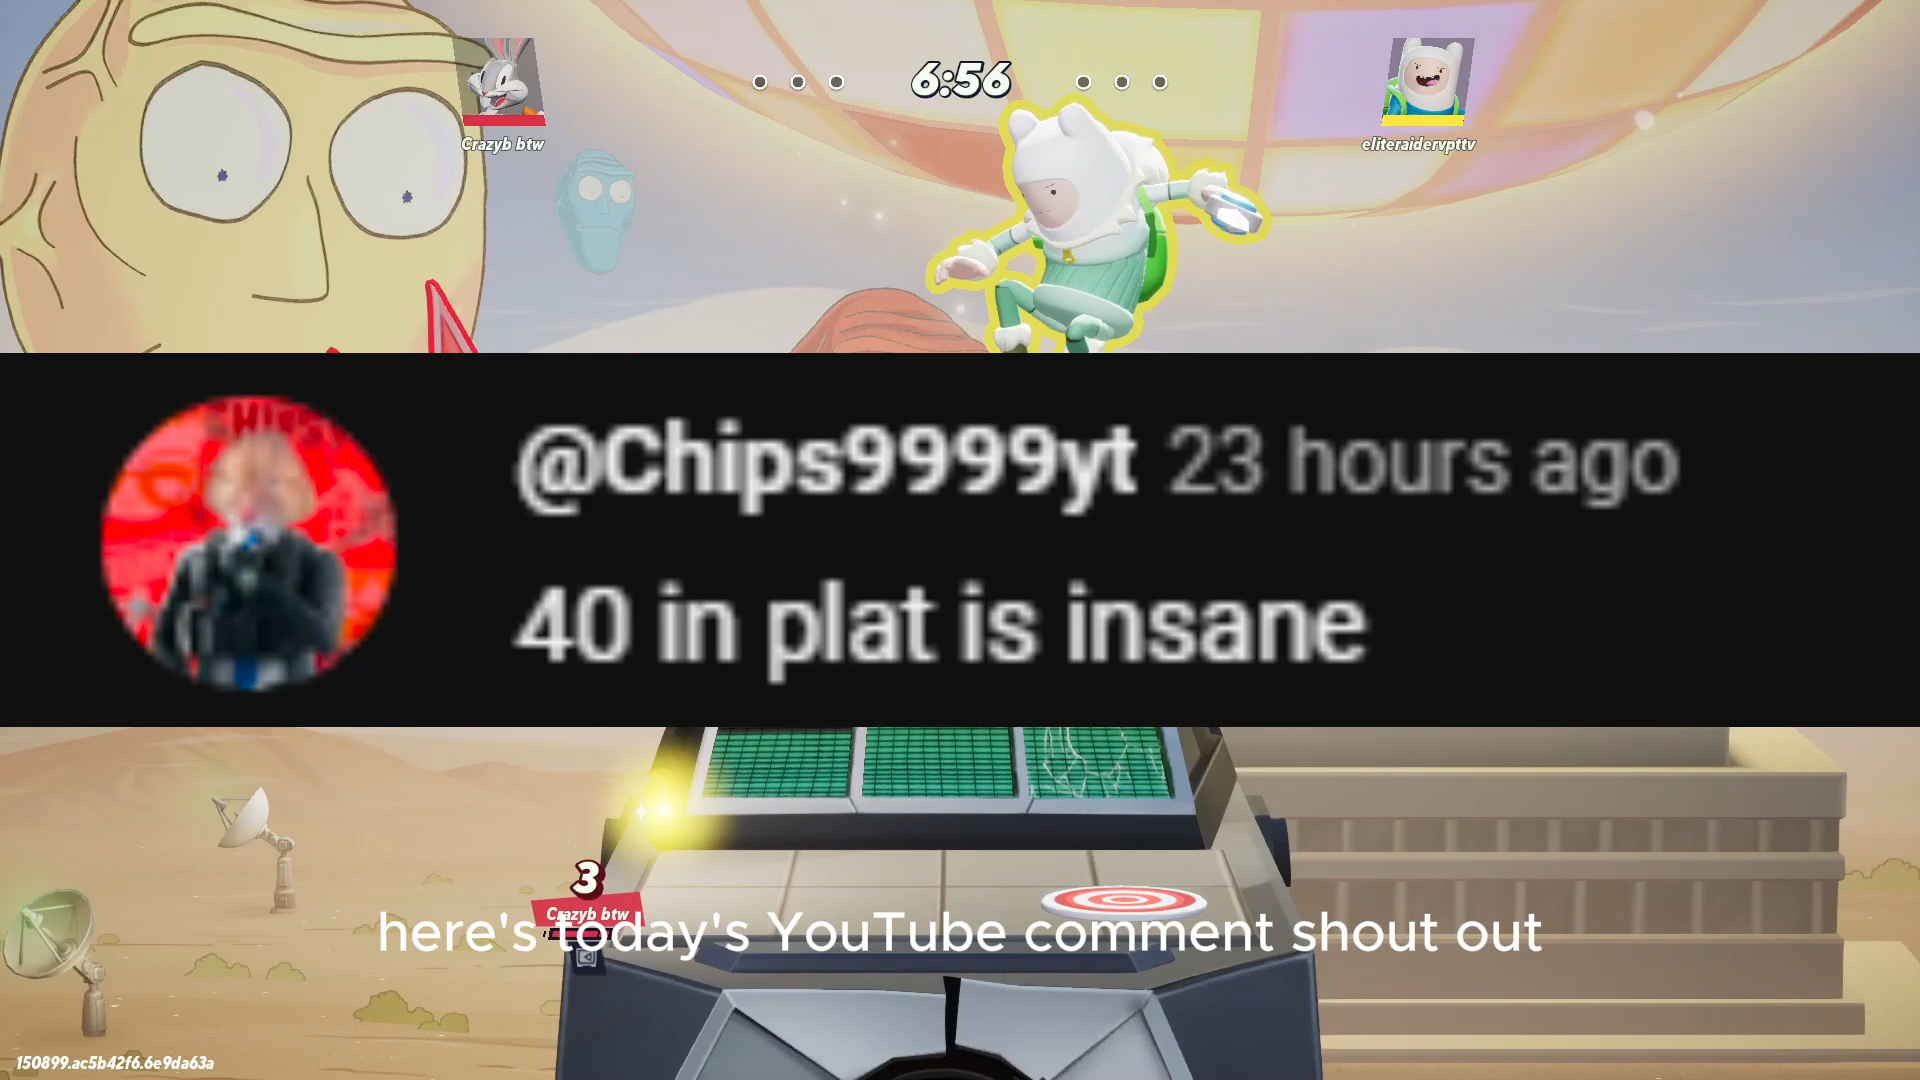 6:56
Crazyb btw
eliteraidervpttv
@Chips9999yt 23 hours ago
40 in plat is insane
3
Crazyb btw
here's today's YouTube comment shout out
150899.ac5b42f6.6e9da63a